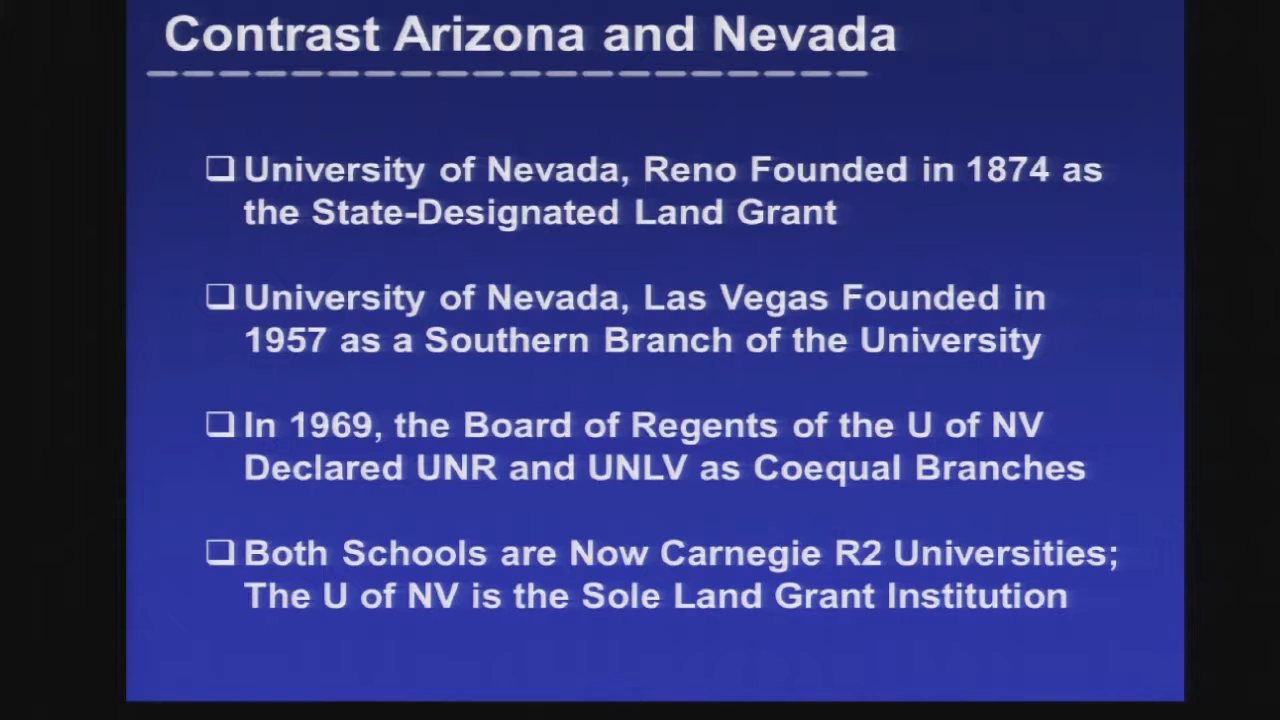 Contrast Arizona and Nevada
University of Nevada, Reno Founded in 1874 as
the State-Designated Land Grant
University of Nevada, Las Vegas Founded in
1957 as a Southern Branch of the University
In 1969, the Board of Regents of the U of NV
Declared UNR and UNLV as Coequal Branches
Both Schools are Now Carnegie R2 Universities;
The U of NV is the Sole Land Grant Institution